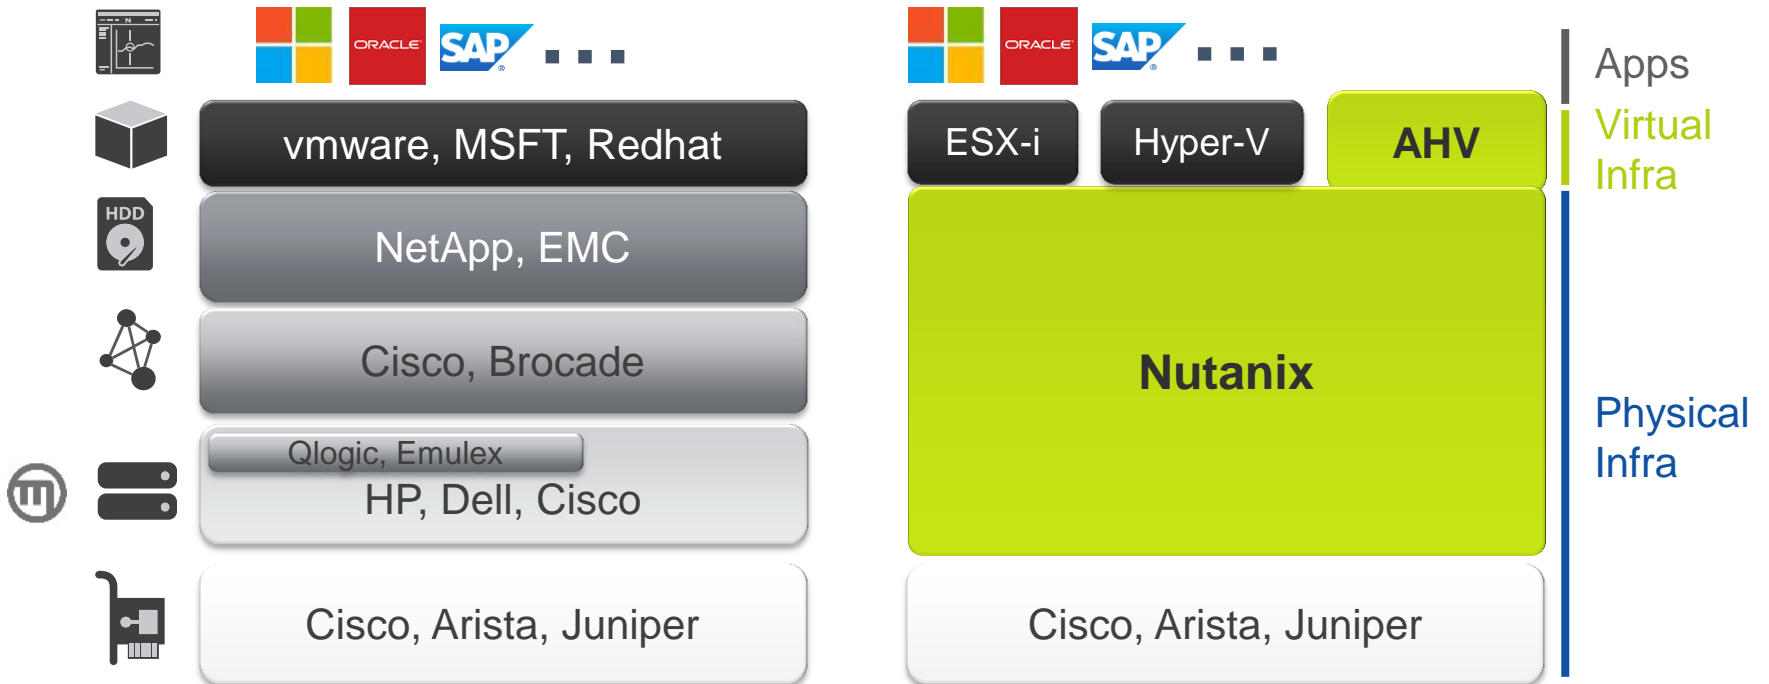 N
ORACLE
SAP
®
ORACLE
SAP
®
Apps
vmware, MSFT, Redhat
ESX-i
Hyper-V
AHV
Virtual
Infra
HDD
NetApp, EMC
Cisco, Brocade
Nutanix
Physical
Infra
Qlogic, Emulex
HP, Dell, Cisco
m
Cisco, Arista, Juniper
Cisco, Arista, Juniper